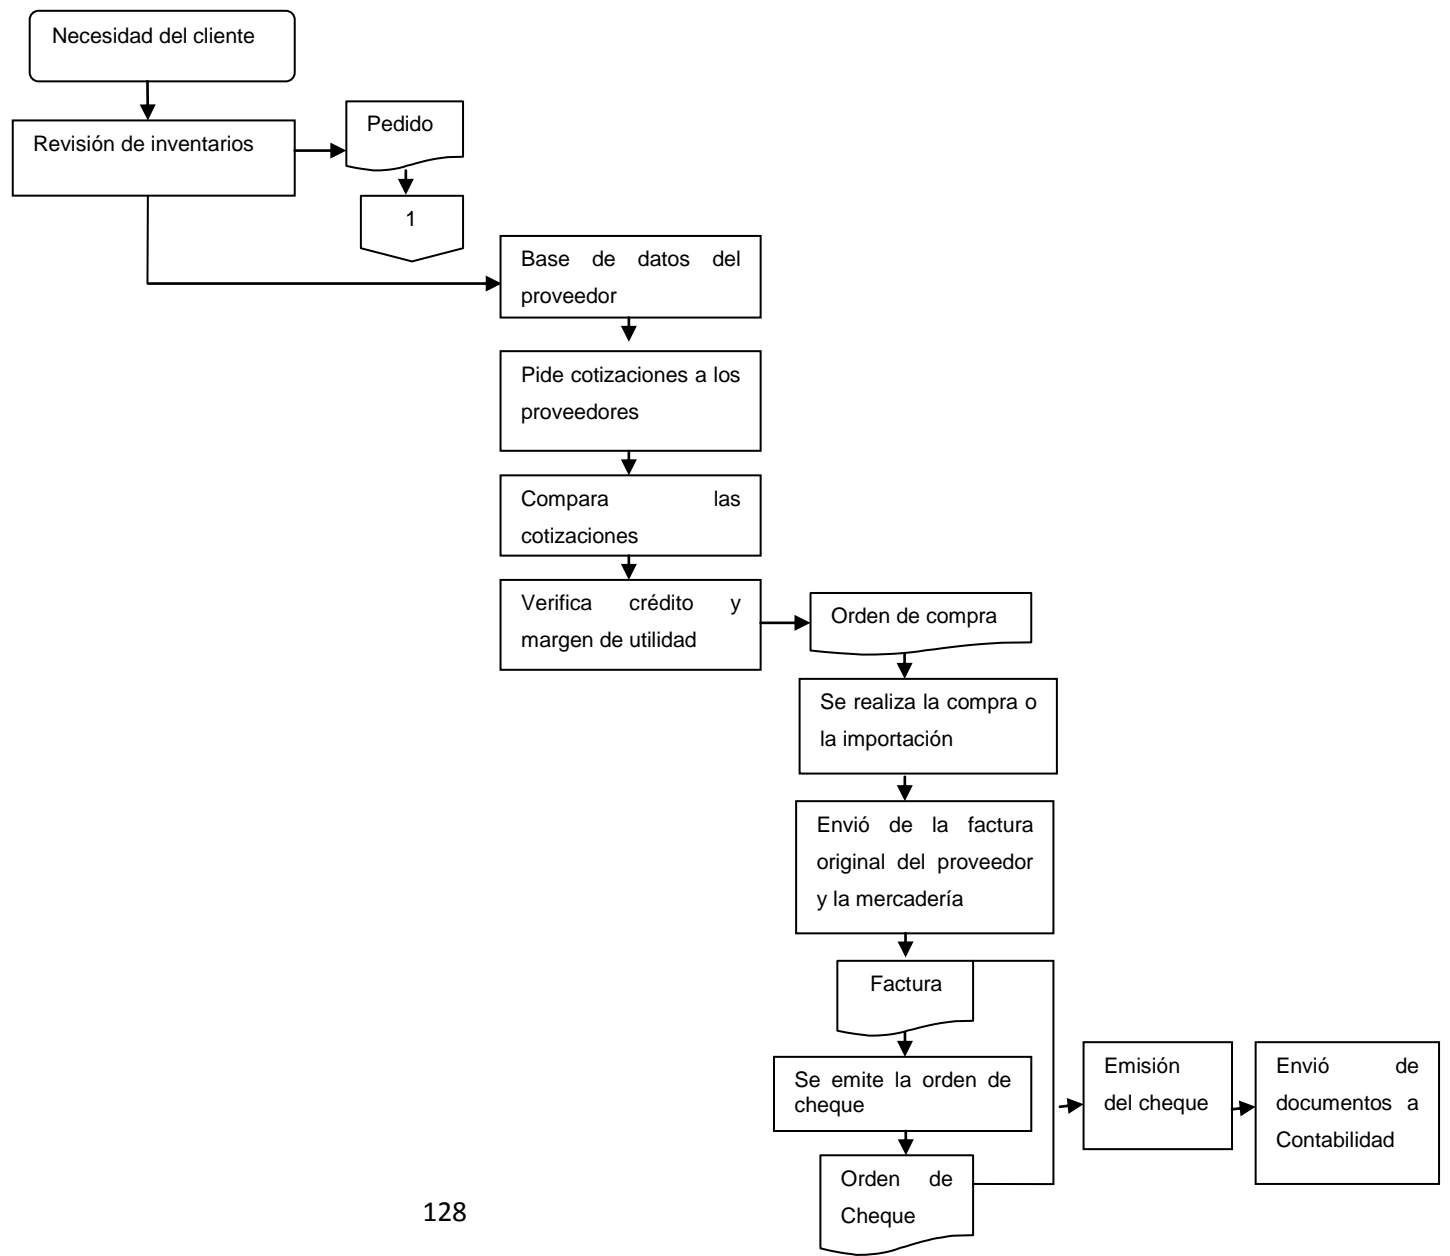 Necesidad del cliente
Revisión de inventarios
Pedido
1
Base de datos del
proveedor
Pide cotizaciones a los
proveedores
Compara las
cotizaciones
Verifica crédito y
margen de utilidad
Orden de compra
Se realiza la compra o
la importación
Envió de la factura
original del proveedor
y la mercadería
Factura
Se emite la orden de
cheque
Orden de
Cheque
Emisión
del cheque
Envió de
documentos a
Contabilidad
128